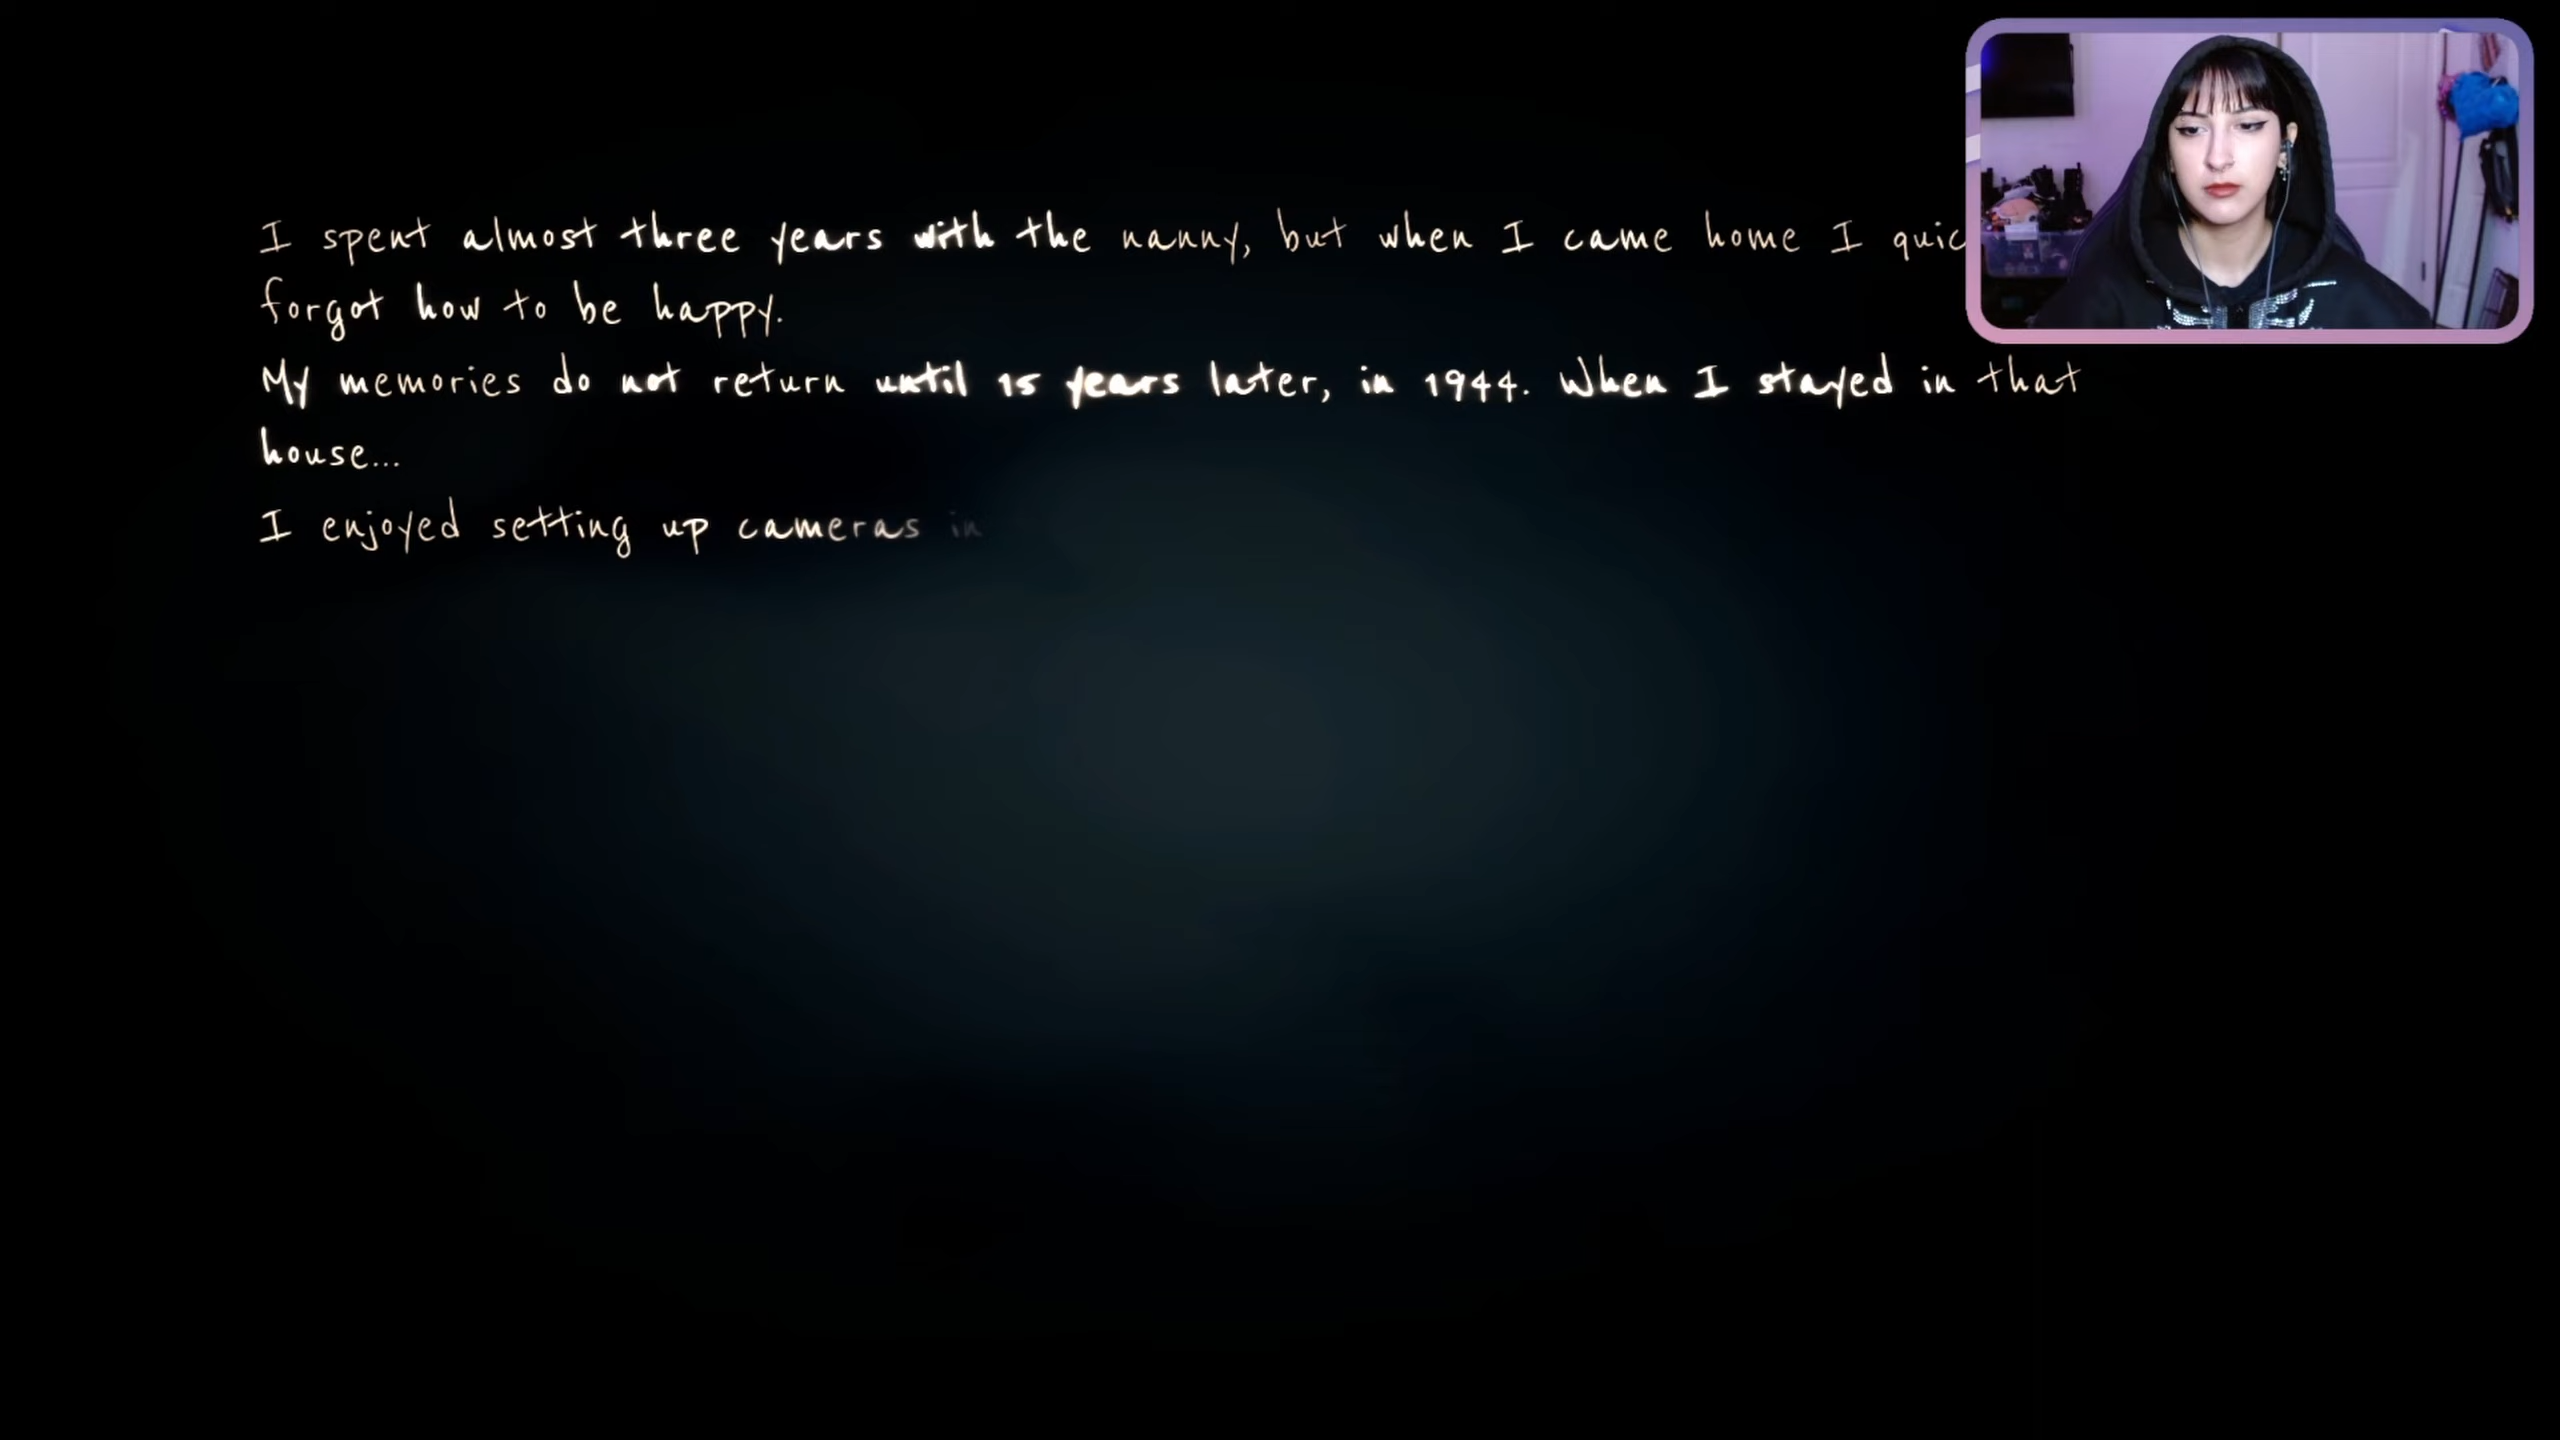 I spent almost three years with the nanny, but when I came home I
forgot how to be happy.
My memories do not return until 15 years later, in 1944. When I stayed in that
house...
I enjoyed setting up cameras in